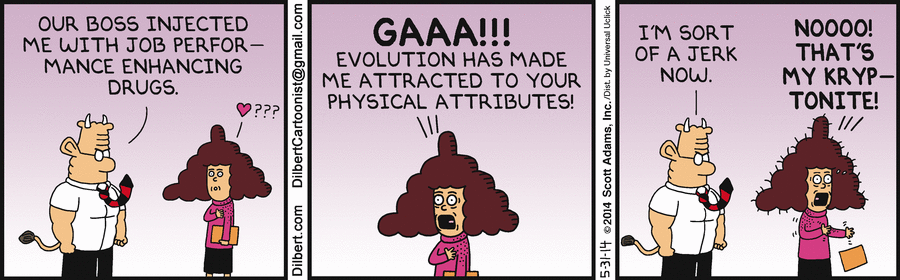 OUR BOSS INJECTED
ME WITH JOB PERFOR–
MANCE ENHANCING
DRUGS.
???
DilbertCartoonist@gmail.com
Dilbert.com
GAAA!!!
EVOLUTION HAS MADE
ME ATTRACTED TO YOUR
PHYSICAL ATTRIBUTES!
5-31-14 ©2014 Scott Adams, Inc. /Dist. by Universal Uclick
I'M SORT
OF A JERK
NOW.
NOOOO!
THAT'S
MY KRYP–
TONITE!